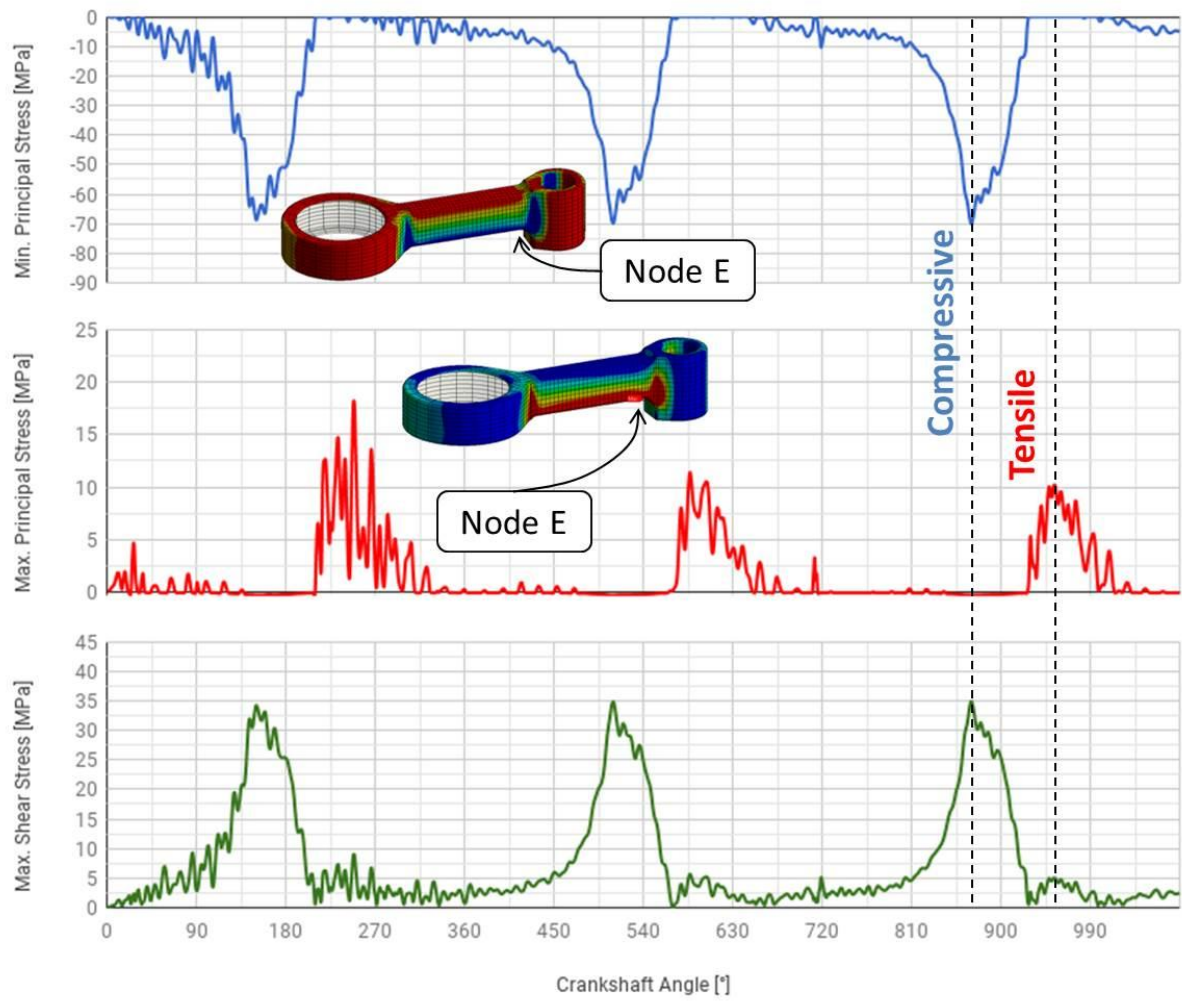 Min. Principal Stress [MPa]
0
-10
-20
-30
-40
-50
-60
-70
-80
-90
Node E
Compressive
Max. Principal Stress [MPa]
25
20
15
10
5
0
Node E
Tensile
Max. Shear Stress [MPa]
45
40
35
30
25
20
15
10
5
0
0 90 180 270 360 450 540 630 720 810 900 990
Crankshaft Angle [°]